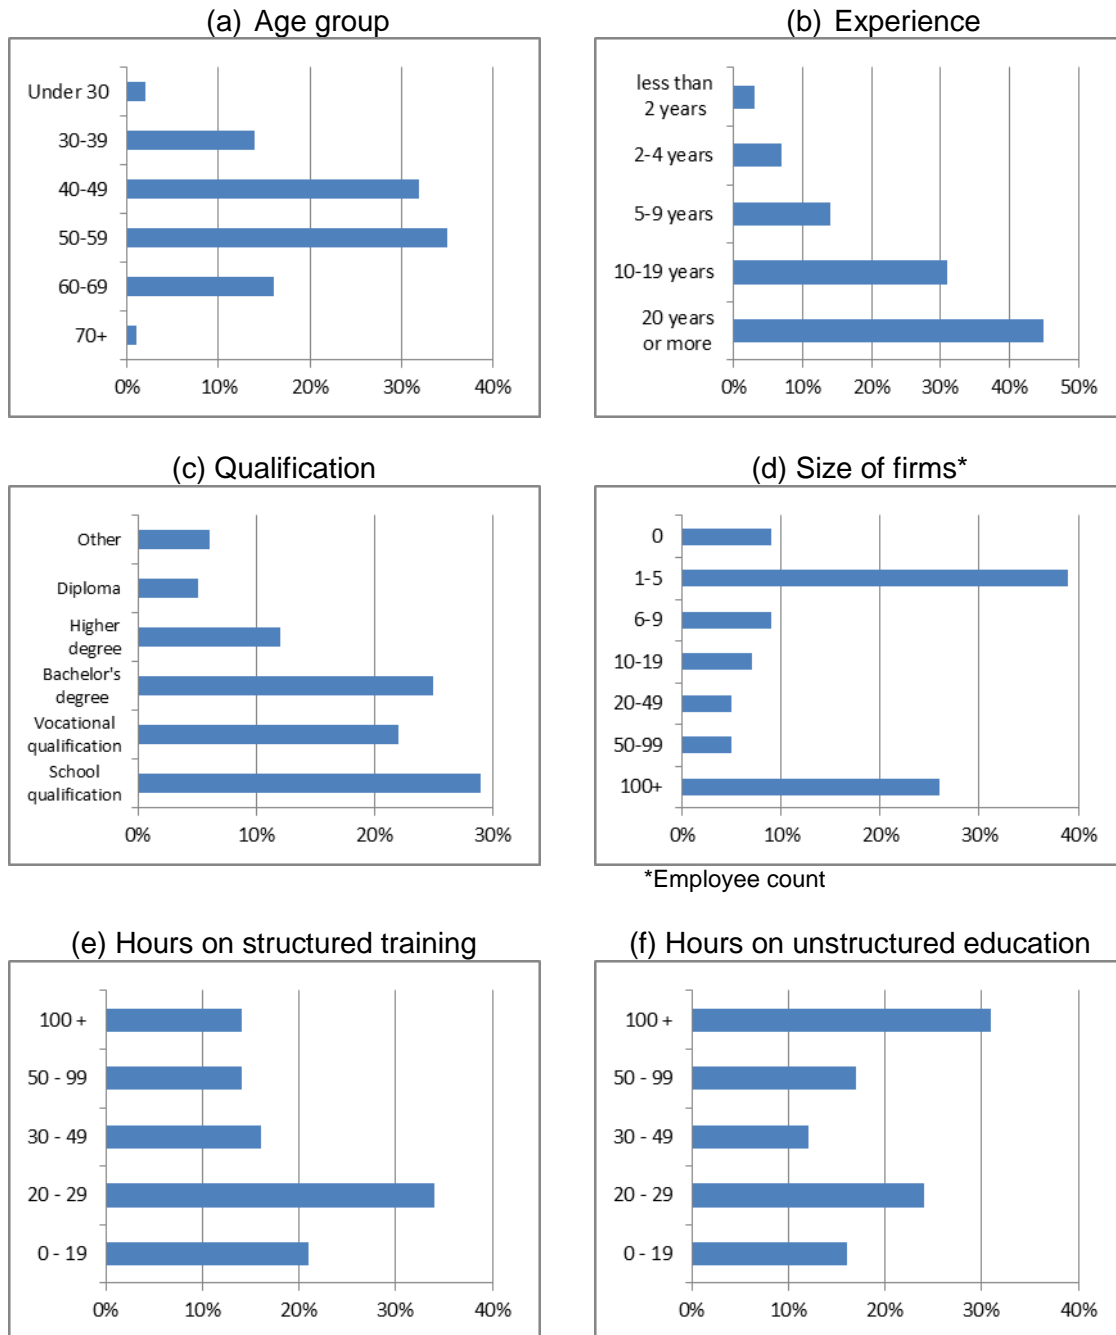 (a) Age group
Under 30
30-39
40-49
50-59
60-69
70+
0% 10% 20% 30% 40%
(b) Experience
less than
2 years
2-4 years
5-9 years
10-19 years
20 years
or more
0% 10% 20% 30% 40% 50%
(c) Qualification
Other
Diploma
Higher
degree
Bachelor's
degree
Vocational
qualification
School
qualification
0% 10% 20% 30%
(d) Size of firms*
0
1-5
6-9
10-19
20-49
50-99
100+
0% 10% 20% 30% 40%
*Employee count
(e) Hours on structured training
100 +
50 - 99
30 - 49
20 - 29
0 - 19
0% 10% 20% 30% 40%
(f) Hours on unstructured education
100 +
50 - 99
30 - 49
20 - 29
0 - 19
0% 10% 20% 30% 40%